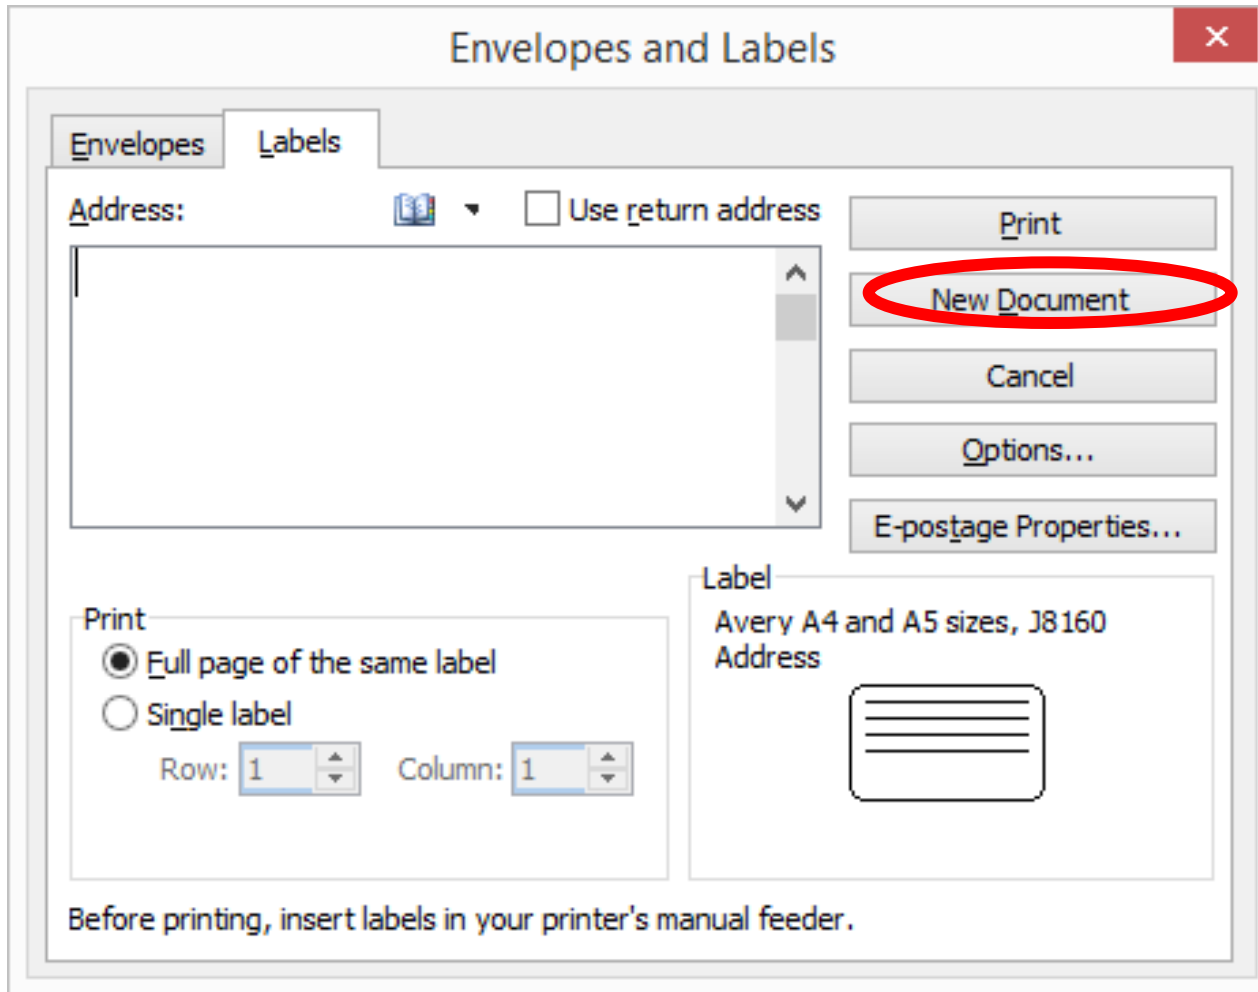 Envelopes and Labels
Envelopes
Labels
Address:
Use return address
Print
New Document
Cancel
Options...
E-postage Properties...
Print
Full page of the same label
Single label
Row: 1 Column: 1
Label
Avery A4 and A5 sizes, J8160
Address
Before printing, insert labels in your printer's manual feeder.